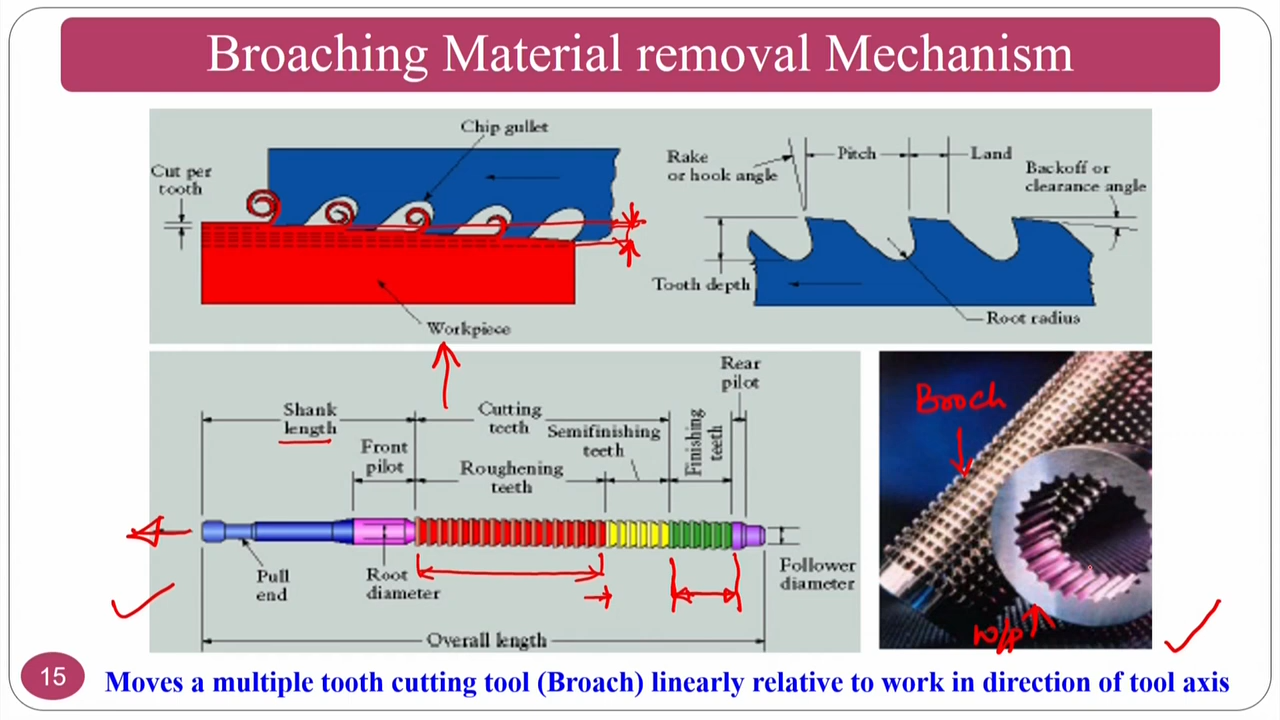 Broaching Material removal Mechanism
Chip gullet
Cut per
tooth
Workpiece
Rake
or hook angle
Pitch
Land
Backoff or
clearance angle
Tooth depth
Root radius
Shank
length
Front
pilot
Cutting
teeth
Roughening
teeth
Semifinishing
teeth
Finishing
teeth
Rear
pilot
Pull
end
Root
diameter
Follower
diameter
Overall length
Broch
w/p
15
Moves a multiple tooth cutting tool (Broach) linearly relative to work in direction of tool axis